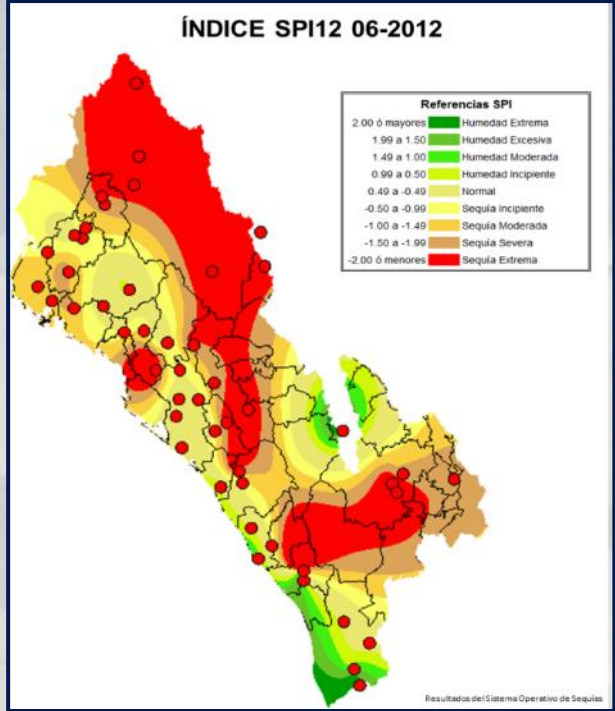 ÍNDICE SPI12 06-2012
Referencias SPI
2.00 ó mayores Humedad Extrema
1.99 a 1.50 Humedad Excesiva
1.49 a 1.00 Humedad Moderada
0.99 a 0.50 Humedad Incipiente
0.49 a -0.49 Normal
-0.50 a -0.99 Sequía Incipiente
-1.00 a -1.49 Sequía Moderada
-1.50 a -1.99 Sequía Severa
-2.00 ó menores Sequía Extrema
Resultados del Sistema Operativo de Sequías